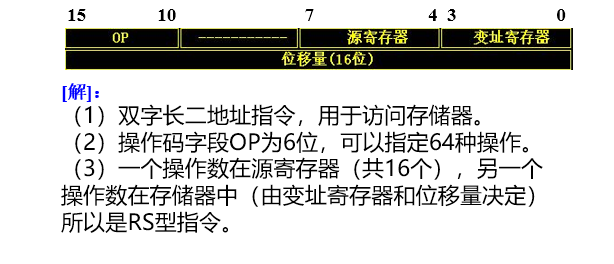 15 10 7 4 3 0
OP ----------- 源寄存器 变址寄存器
位移量(16位)
[解]：
（1）双字长二地址指令，用于访问存储器。
（2）操作码字段OP为6位，可以指定64种操作。
（3）一个操作数在源寄存器（共16个），另一个
操作数在存储器中（由变址寄存器和位移量决定）
所以是RS型指令。